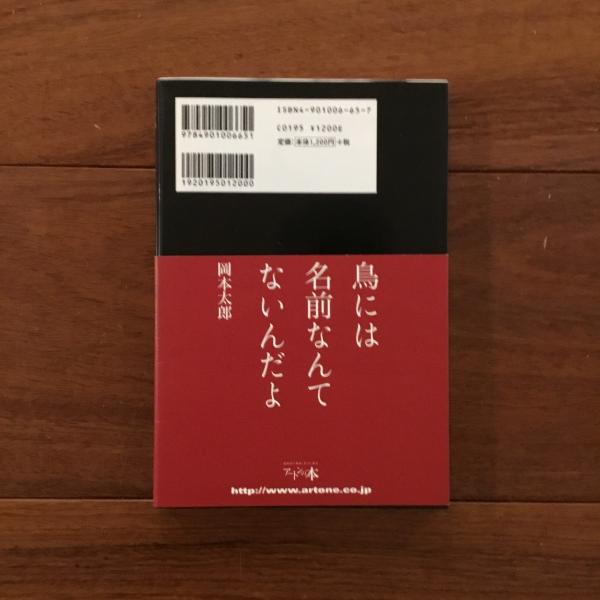 ISBN4-901006-65-7
C0195 ¥1200E
定価:本体1,200円+税
9784901006651
1920195012000
鳥には
名前なんて
ないんだよ
岡本太郎
アートンの本
http://www.artone.co.jp